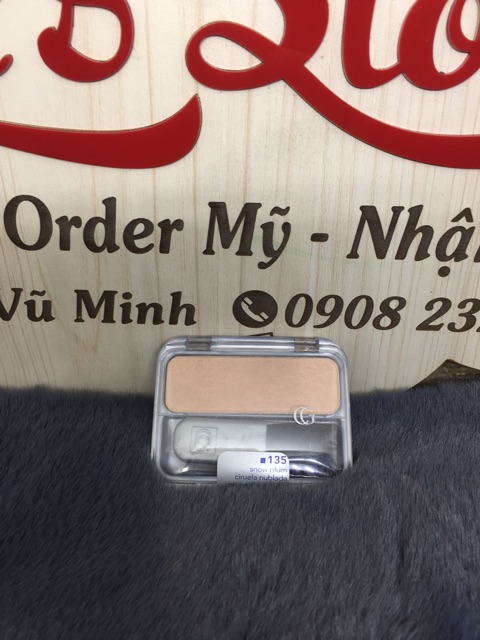 Order Mỹ - Nhậ
Vũ Minh 0908 23
CG
135
snow plum
ciruela nublada